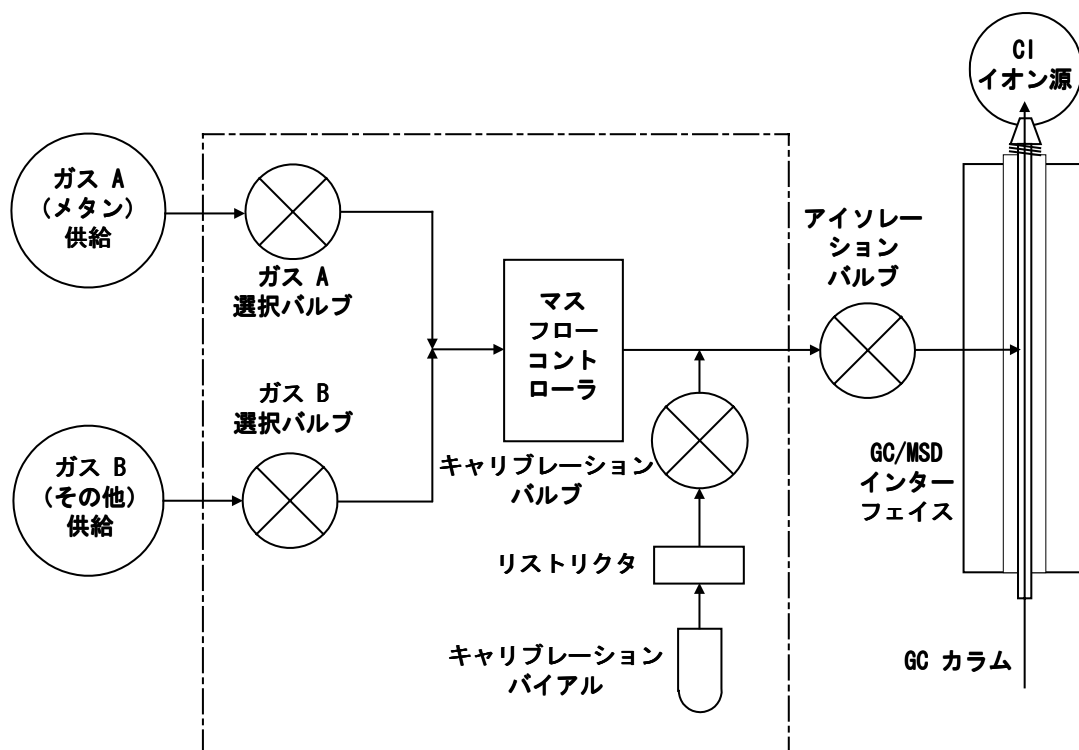 CI
イオン源
ガス A
(メタン)
供給
ガス A
選択バルブ
マス
フロー
コント
ローラ
アイソレー
ション
バルブ
ガス B
選択バルブ
ガス B
(その他)
供給
キャリブレーション
バルブ
GC/MSD
インター
フェイス
リストリクタ
キャリブレーション
バイアル
GC カラム